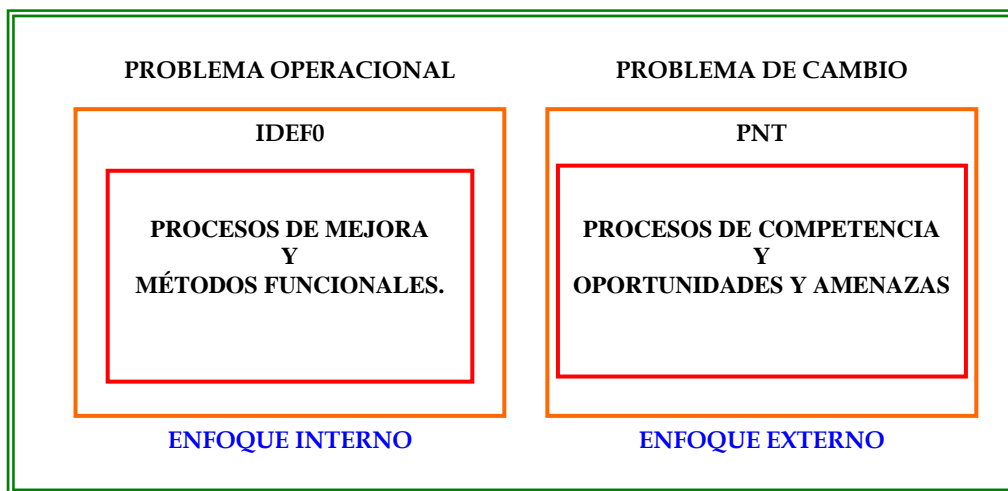 PROBLEMA OPERACIONAL
IDEF0
PROCESOS DE MEJORA
Y
MÉTODOS FUNCIONALES.
ENFOQUE INTERNO
PROBLEMA DE CAMBIO
PNT
PROCESOS DE COMPETENCIA
Y
OPORTUNIDADES Y AMENAZAS
ENFOQUE EXTERNO